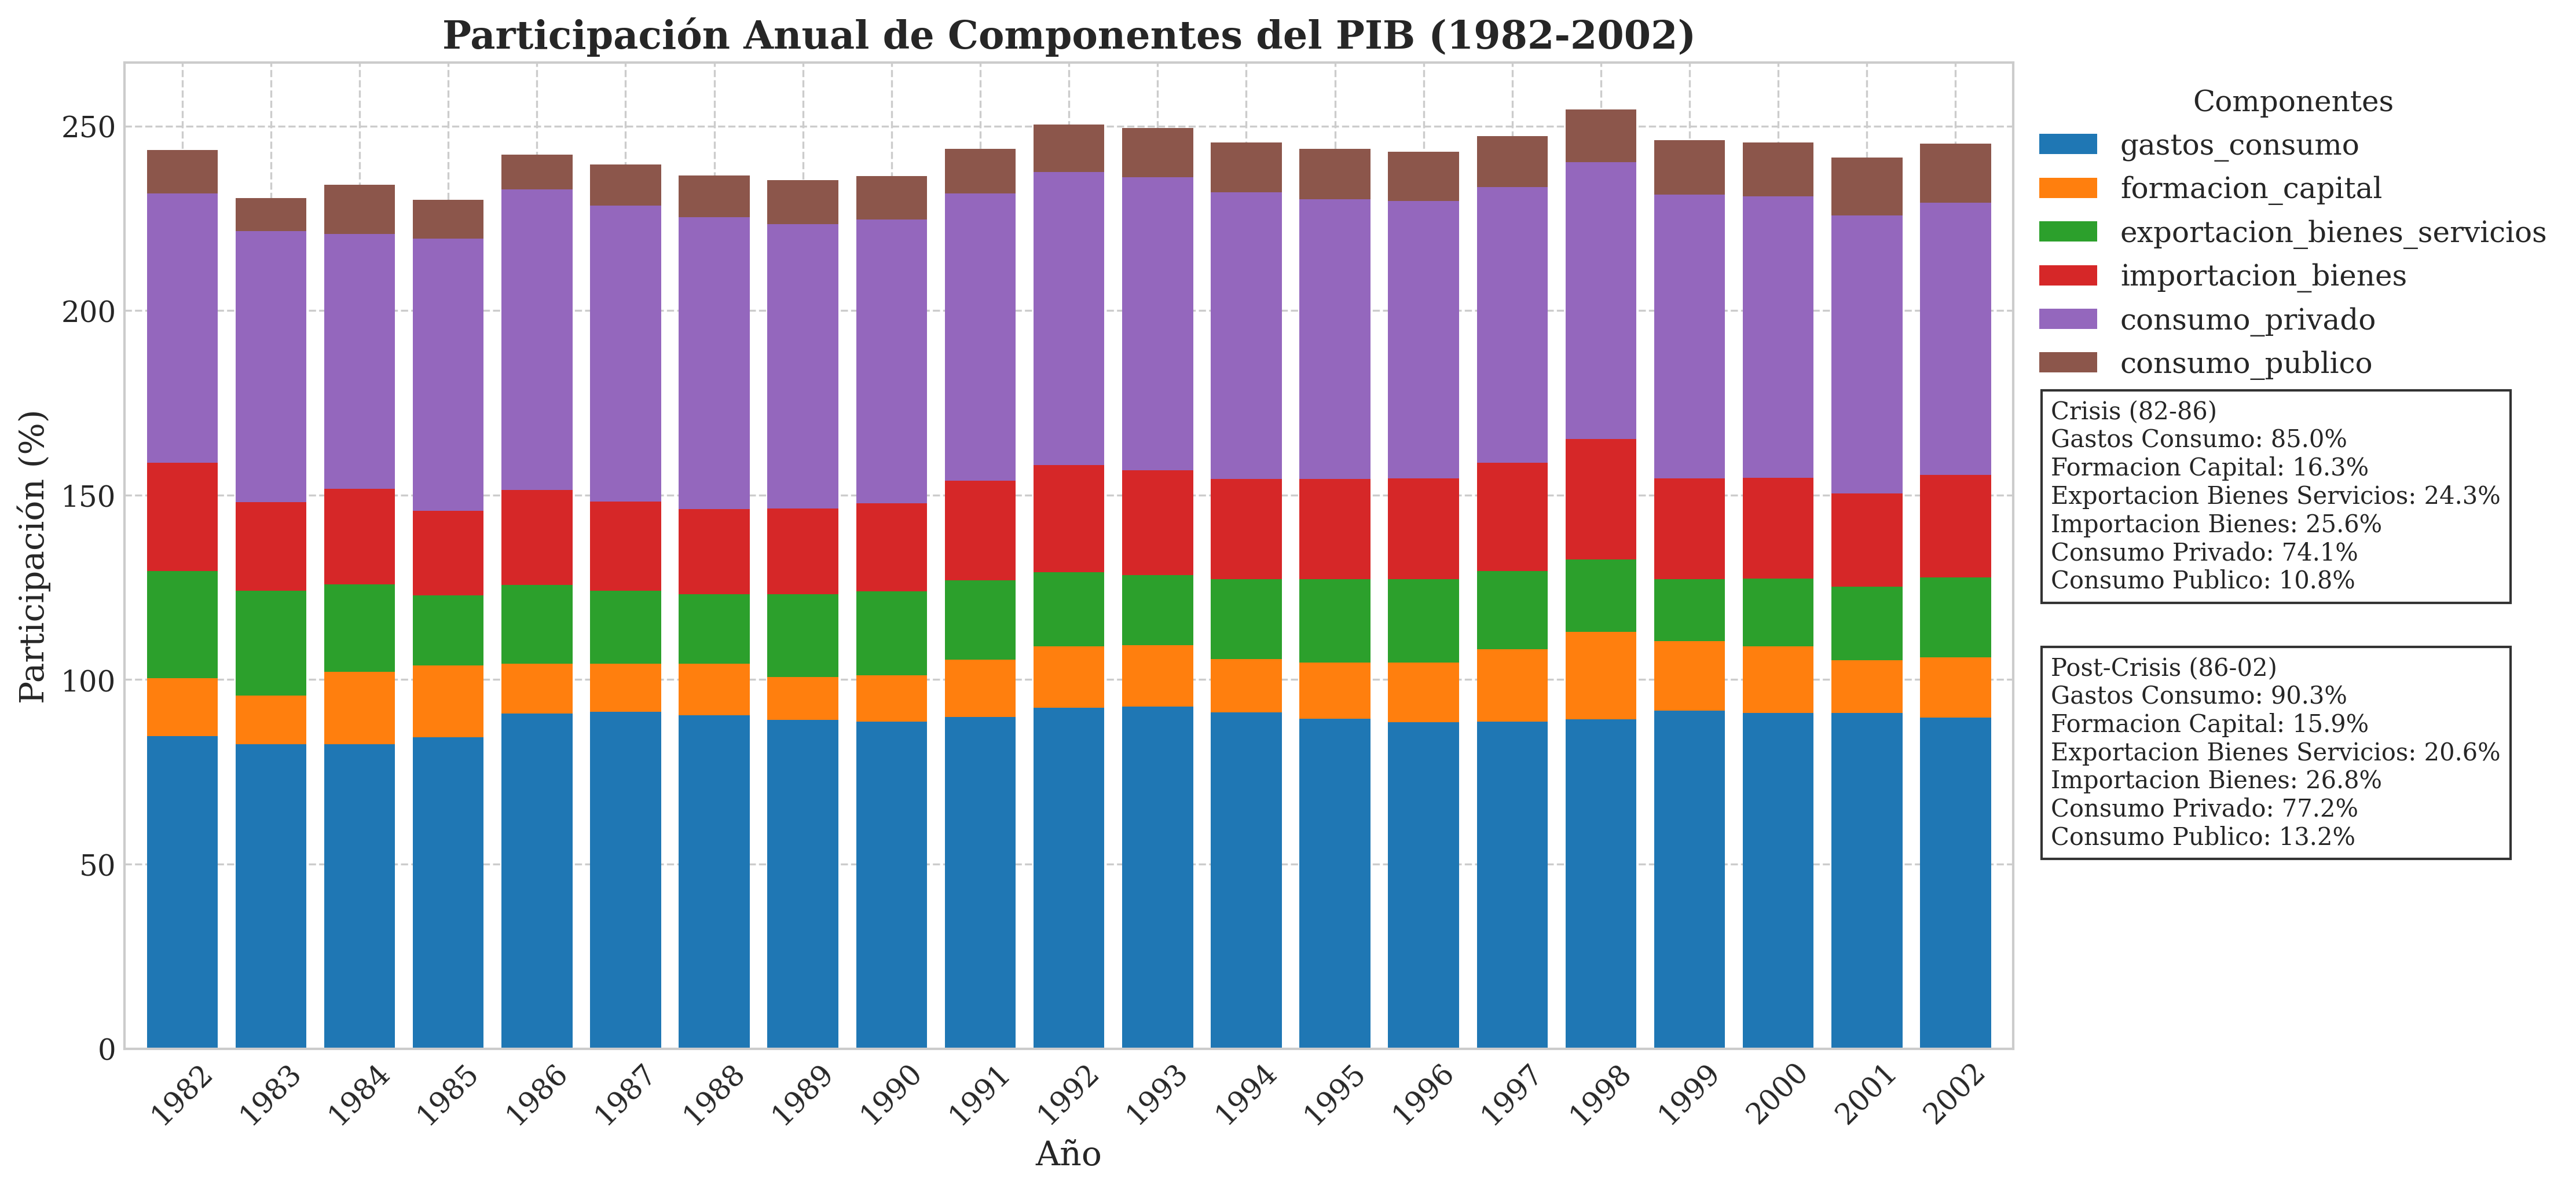 Participación Anual de Componentes del PIB (1982-2002)
Participación (%)
250
200
150
100
50
0
1982
1983
1984
1985
1986
1987
1988
1989
1990
1991
1992
1993
1994
1995
1996
1997
1998
1999
2000
2001
2002
Año
Componentes
gastos_consumo
formacion_capital
exportacion_bienes_servicios
importacion_bienes
consumo_privado
consumo_publico
Crisis (82-86)
Gastos Consumo: 85.0%
Formacion Capital: 16.3%
Exportacion Bienes Servicios: 24.3%
Importacion Bienes: 25.6%
Consumo Privado: 74.1%
Consumo Publico: 10.8%
Post-Crisis (86-02)
Gastos Consumo: 90.3%
Formacion Capital: 15.9%
Exportacion Bienes Servicios: 20.6%
Importacion Bienes: 26.8%
Consumo Privado: 77.2%
Consumo Publico: 13.2%